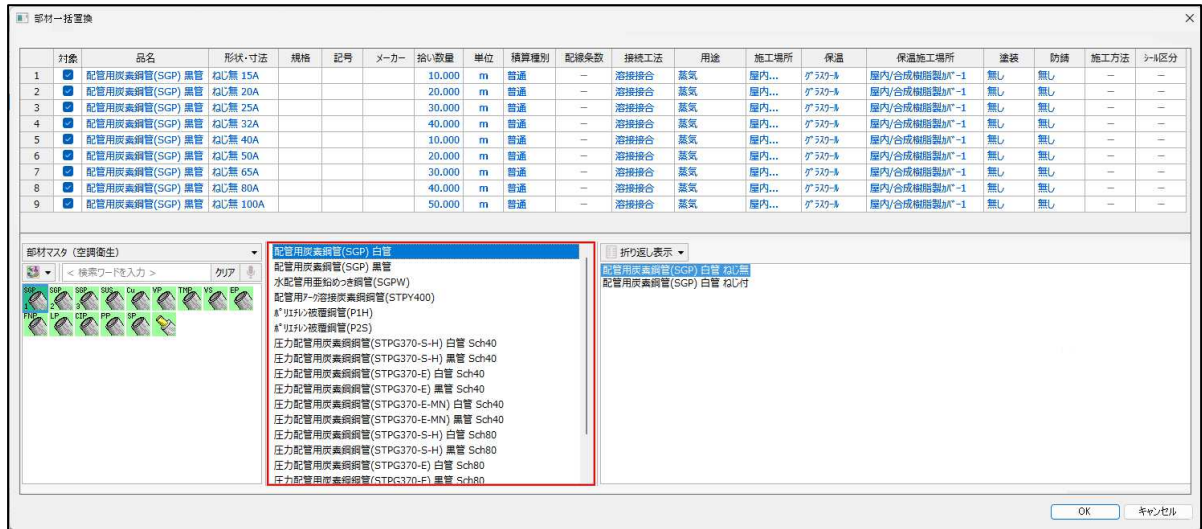 部材一括置換
対象 品名 形状・寸法 規格 記号 メーカー 拾い数量 単位 積算種別 配線条数 接続工法 用途 施工場所 保温 保温施工場所 塗装 防錆 施工方法 シール区分
1 配管用炭素鋼管(SGP) 黒管 ねじ無 15A 10.000 m 普通 － 溶接接合 蒸気 屋内... グラスウール 屋内/合成樹脂製カバー1 無し 無し － －
2 配管用炭素鋼管(SGP) 黒管 ねじ無 20A 20.000 m 普通 － 溶接接合 蒸気 屋内... グラスウール 屋内/合成樹脂製カバー1 無し 無し － －
3 配管用炭素鋼管(SGP) 黒管 ねじ無 25A 30.000 m 普通 － 溶接接合 蒸気 屋内... グラスウール 屋内/合成樹脂製カバー1 無し 無し － －
4 配管用炭素鋼管(SGP) 黒管 ねじ無 32A 40.000 m 普通 － 溶接接合 蒸気 屋内... グラスウール 屋内/合成樹脂製カバー1 無し 無し － －
5 配管用炭素鋼管(SGP) 黒管 ねじ無 40A 10.000 m 普通 － 溶接接合 蒸気 屋内... グラスウール 屋内/合成樹脂製カバー1 無し 無し － －
6 配管用炭素鋼管(SGP) 黒管 ねじ無 50A 20.000 m 普通 － 溶接接合 蒸気 屋内... グラスウール 屋内/合成樹脂製カバー1 無し 無し － －
7 配管用炭素鋼管(SGP) 黒管 ねじ無 65A 30.000 m 普通 － 溶接接合 蒸気 屋内... グラスウール 屋内/合成樹脂製カバー1 無し 無し － －
8 配管用炭素鋼管(SGP) 黒管 ねじ無 80A 40.000 m 普通 － 溶接接合 蒸気 屋内... グラスウール 屋内/合成樹脂製カバー1 無し 無し － －
9 配管用炭素鋼管(SGP) 黒管 ねじ無 100A 50.000 m 普通 － 溶接接合 蒸気 屋内... グラスウール 屋内/合成樹脂製カバー1 無し 無し － －
部材マスタ（空調衛生）
< 検索ワードを入力 > クリア
SGP 1 SGP 2 SGP 3 SUS Cu VP TMP VS EP
FNP LP CIP PP SP
配管用炭素鋼管(SGP) 白管
配管用炭素鋼管(SGP) 黒管
水配管用亜鉛めっき鋼管(SGPW)
配管用アーク溶接炭素鋼鋼管(STPY400)
ポリエチレン被覆鋼管(P1H)
ポリエチレン被覆鋼管(P2S)
圧力配管用炭素鋼鋼管(STPG370-S-H) 白管 Sch40
圧力配管用炭素鋼鋼管(STPG370-S-H) 黒管 Sch40
圧力配管用炭素鋼鋼管(STPG370-E) 白管 Sch40
圧力配管用炭素鋼鋼管(STPG370-E) 黒管 Sch40
圧力配管用炭素鋼鋼管(STPG370-E-MN) 白管 Sch40
圧力配管用炭素鋼鋼管(STPG370-E-MN) 黒管 Sch40
圧力配管用炭素鋼鋼管(STPG370-S-H) 白管 Sch80
圧力配管用炭素鋼鋼管(STPG370-S-H) 黒管 Sch80
圧力配管用炭素鋼鋼管(STPG370-E) 白管 Sch80
圧力配管用炭素鋼鋼管(STPG370-E) 黒管 Sch80
折り返し表示
配管用炭素鋼管(SGP) 白管 ねじ無
配管用炭素鋼管(SGP) 白管 ねじ付
OK キャンセル